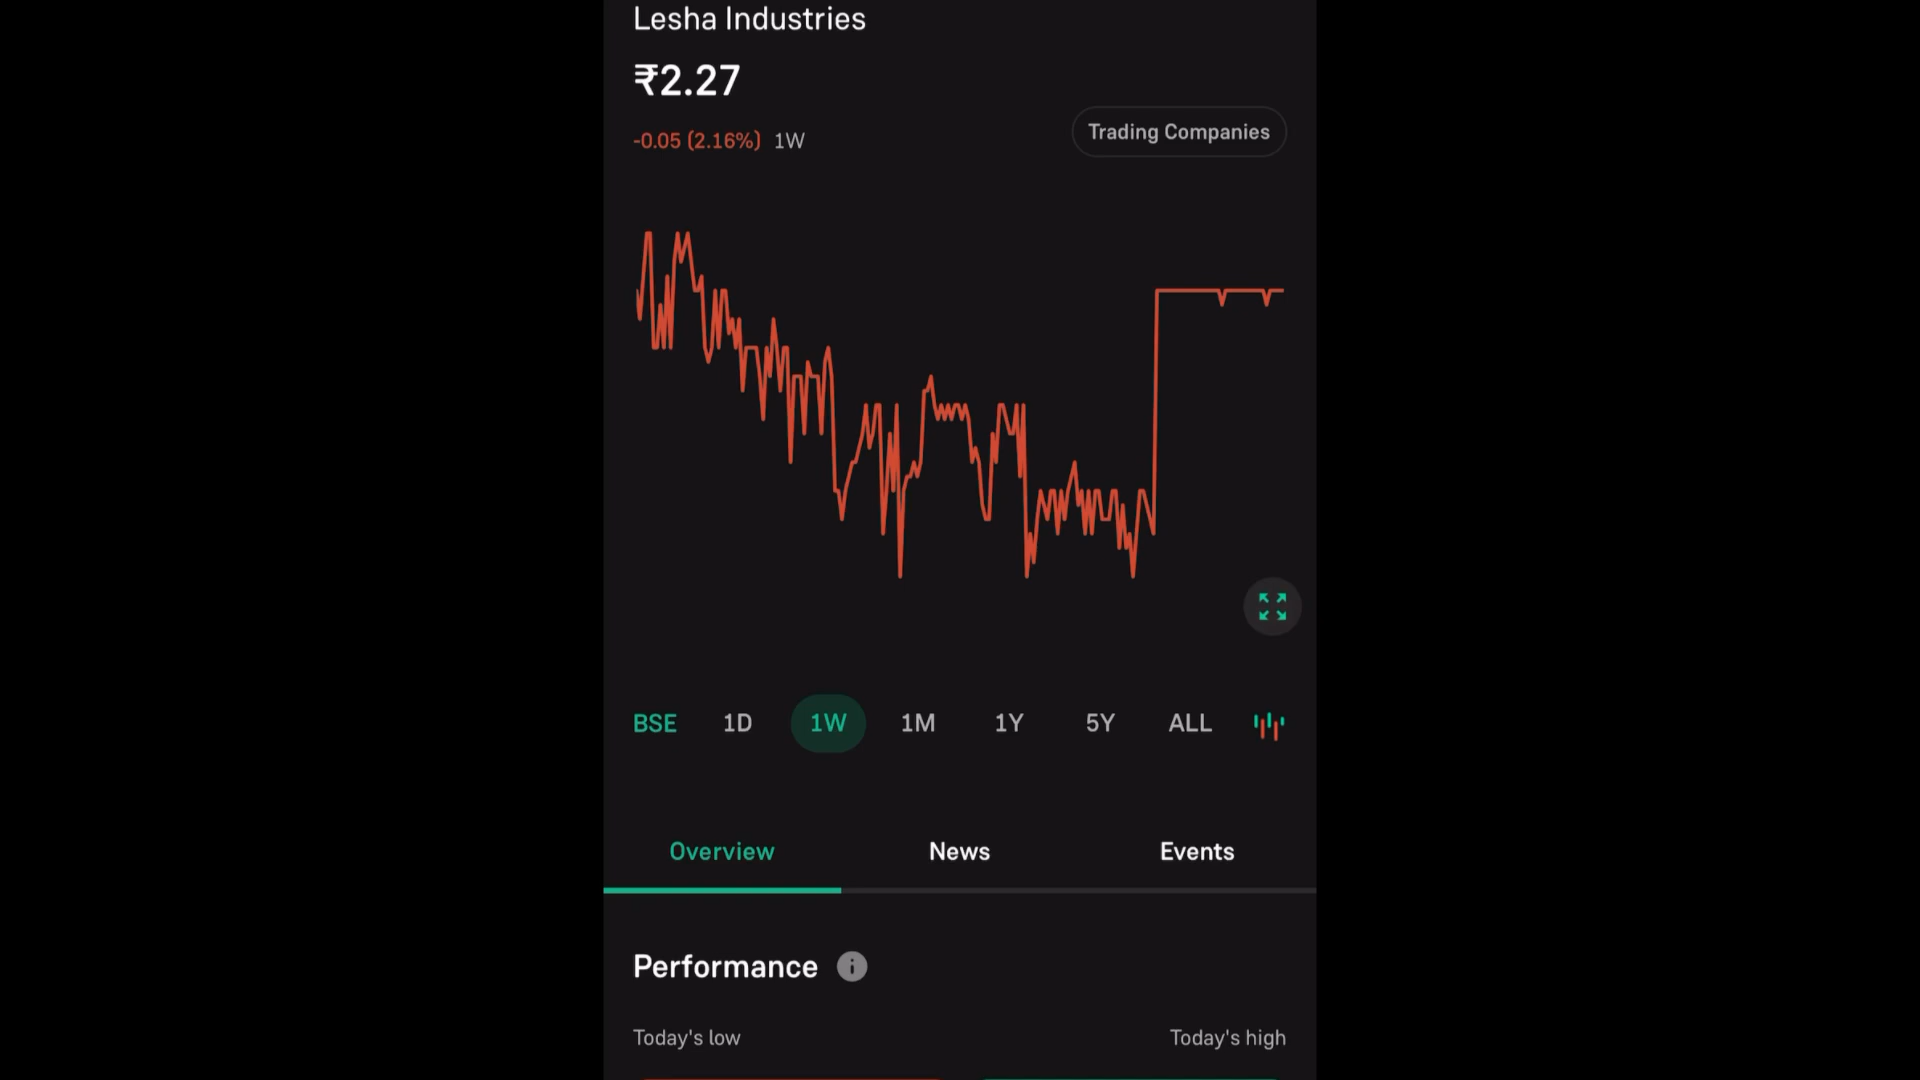 Lesha Industries
₹2.27
-0.05 (2.16%) 1W
Trading Companies
BSE 1D 1W 1M 1Y 5Y ALL
Overview News Events
Performance
Today's low Today's high